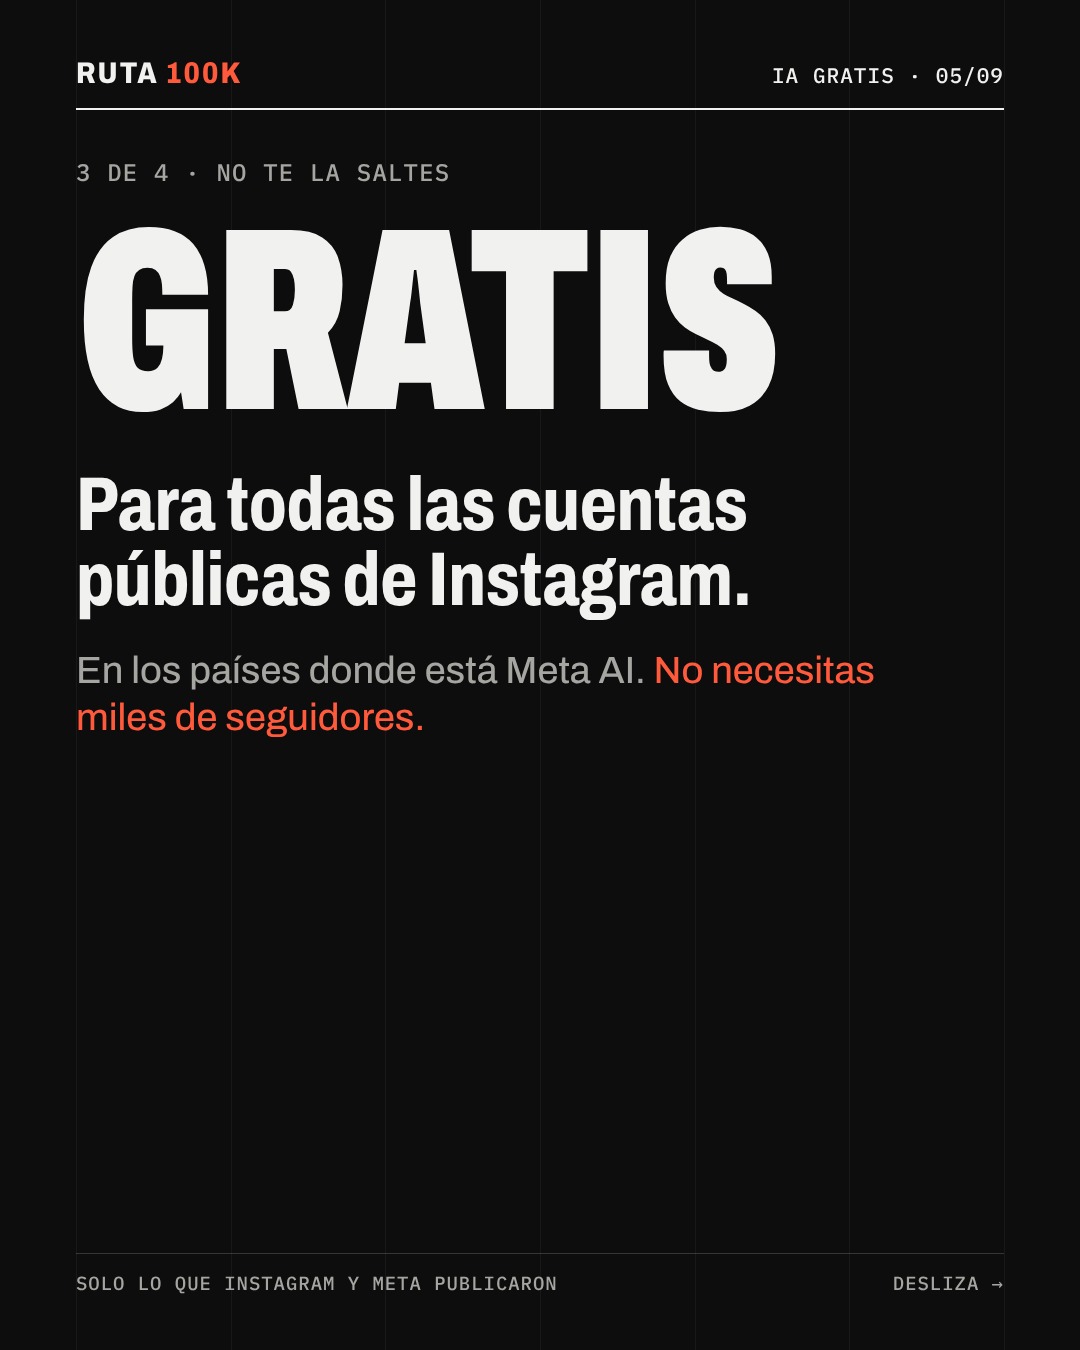 RUTA 100K
IA GRATIS · 05/09
3 DE 4 · NO TE LA SALTES
GRATIS
Para todas las cuentas
públicas de Instagram.
En los países donde está Meta AI. No necesitas
miles de seguidores.
SOLO LO QUE INSTAGRAM Y META PUBLICARON
DESLIZA →